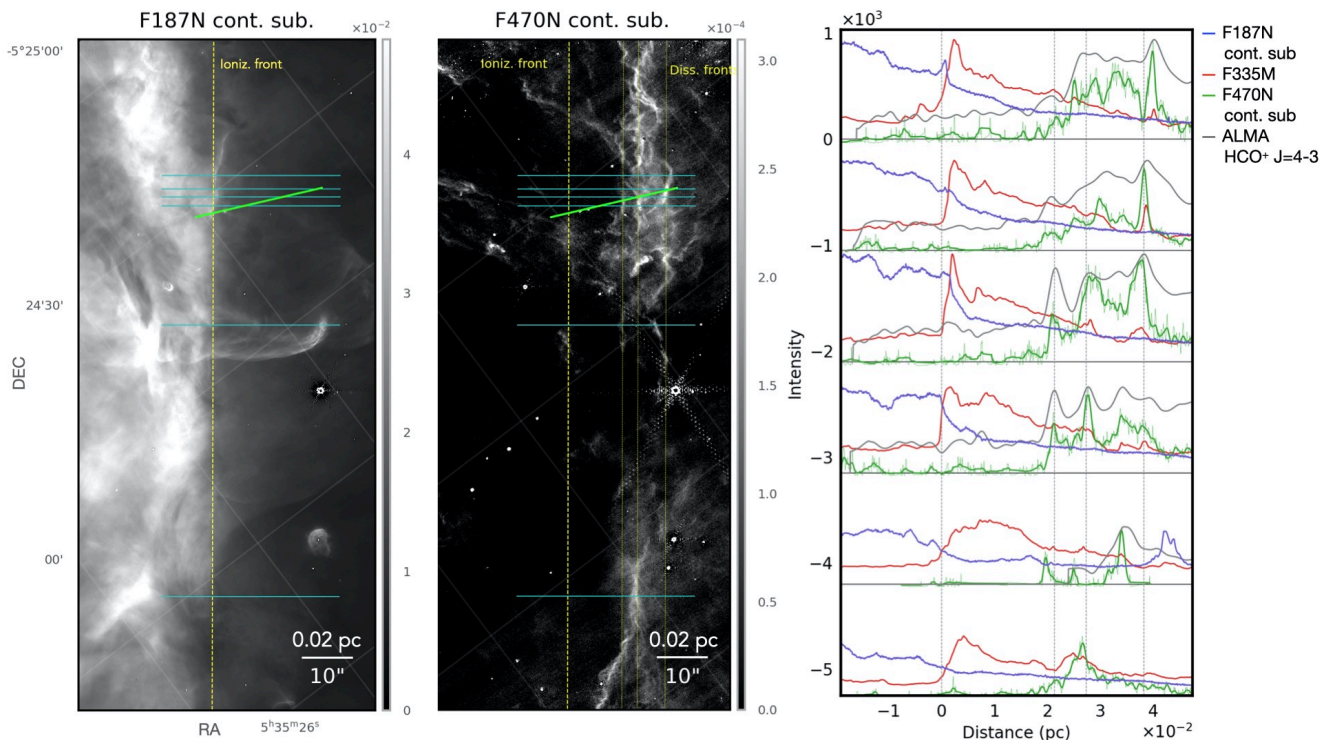 F187N cont. sub.
×10⁻²
-5°25'00'
24'30'
00'
DEC
Ioniz. front
0.02 pc
10"
4
3
2
1
0
RA
5ʰ35ᵐ26ˢ
F470N cont. sub.
×10⁻⁴
Ioniz. front
Diss. front
0.02 pc
10"
3.0
2.5
2.0
1.5
1.0
0.5
0.0
×10³
1
0
−1
−2
−3
−4
−5
Intensity
−1
0
1
2
3
4
×10⁻²
Distance (pc)
F187N
cont. sub
F335M
F470N
cont. sub
ALMA
HCO⁺ J=4-3